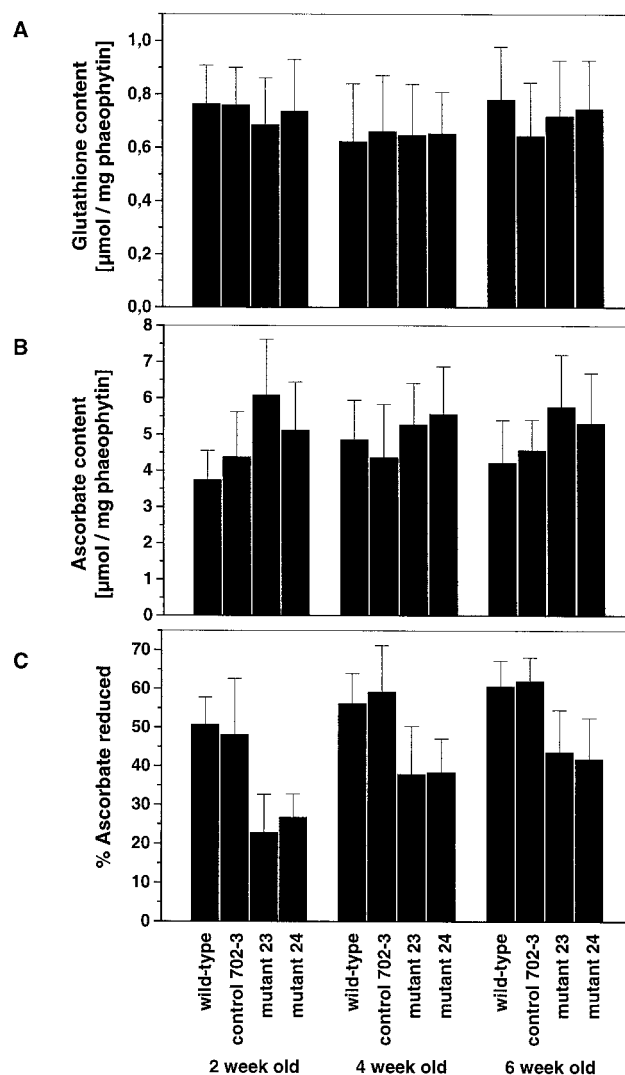 A
Glutathione content
[µmol / mg phaeophytin]
1,0
0,8
0,6
0,4
0,2
0,0
B
Ascorbate content
[µmol / mg phaeophytin]
8
7
6
5
4
3
2
1
0
C
% Ascorbate reduced
70
60
50
40
30
20
10
0
wild-type
control 702-3
mutant 23
mutant 24
wild-type
control 702-3
mutant 23
mutant 24
wild-type
control 702-3
mutant 23
mutant 24
2 week old
4 week old
6 week old